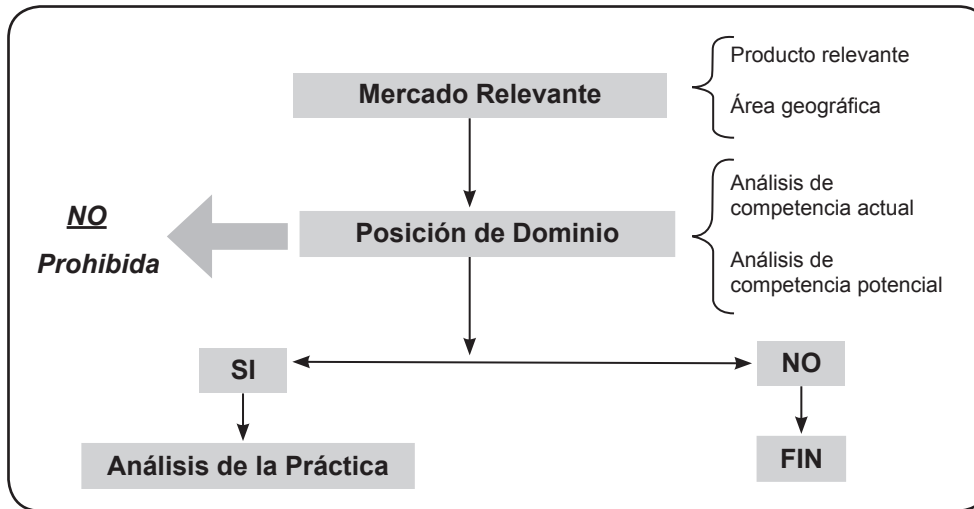 Mercado Relevante
Producto relevante
Área geográfica
NO
Prohibida
Posición de Dominio
Análisis de
competencia actual
Análisis de
competencia potencial
SI
NO
Análisis de la Práctica
FIN